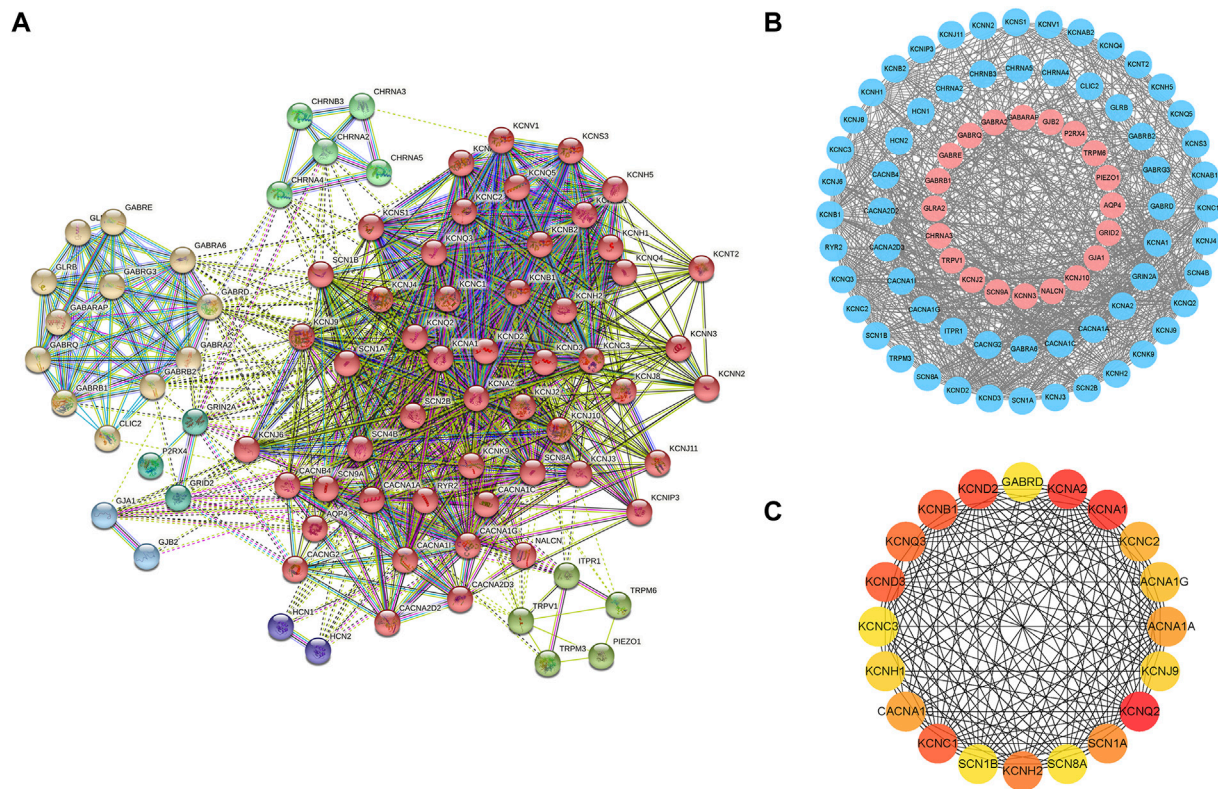 A
CHRNA3
CHRNB3
CHRNA2
CHRNA5
CHRNA4
KCNV1
KCNS3
KCNQ5
KCNH5
KCNC2
KCNS1
KCNB2
KCNH1
KCNQ3
KCNQ4
KCNT2
SCN1B
KCNJ4
KCNC1
KCNB1
KCNH2
GABRE
GABRA6
GLRB
GABRG3
GABRD
GABARAP
GABRQ
GABRA2
GABRB2
GABRB1
CLIC2
KCNJ9
KCNQ2
KCNA1
KCND2
KCND3
KCNC3
KCNN3
SCN1A
KCNN2
KCNA2
KCNJ8
GRIN2A
SCN2B
KCNJ2
KCNJ10
KCNJ6
SCN4B
KCNK9
SCN8A
KCNJ3
KCNJ11
P2RX4
GRID2
CACNB4
SCN9A
CACNA1A
RYR2
CACNA1C
KCNIP3
GJA1
GJB2
AQP4
CACNA1G
NALCN
CACNG2
CACNA1I
ITPR1
TRPM6
CACNA2D3
CACNA2D2
TRPV1
HCN1
HCN2
TRPM3
PIEZO1
B
KCNS1
KCNV1
KCNN2
KCNAB2
KCNJ11
KCNQ4
KCNIP3
KCNT2
KCNB2
KCNH5
KCNH1
KCNQ5
KCNJ8
KCNS3
KCNC3
KCNAB1
KCNJ6
KCNC1
KCNB1
KCNJ4
RYR2
SCN4B
KCNQ3
KCNQ2
KCNC2
KCNJ9
SCN1B
KCNK9
TRPM3
KCNH2
SCN8A
SCN2B
KCND2
KCNJ3
KCND3
SCN1A
CHRNA5
CHRNB3
CHRNA4
CHRNA2
CLIC2
HCN1
GLRB
HCN2
GABRB2
CACNB4
GABRG3
CACNA2D2
GABRD
CACNA2D3
KCNA1
CACNA1I
GRIN2A
CACNA1G
KCNA2
ITPR1
CACNA1A
CACNG2
CACNA1C
GABRA6
GABARAP
GABRA2
GJB2
GABRQ
P2RX4
GABRE
TRPM6
GABRB1
PIEZO1
GLRA2
AQP4
CHRNA3
GRID2
TRPV1
GJA1
KCNJ2
KCNJ10
SCN9A
NALCN
KCNN3
C
GABRD
KCND2
KCNA2
KCNB1
KCNA1
KCNQ3
KCNC2
KCND3
CACNA1G
KCNC3
CACNA1A
KCNH1
KCNJ9
KCNQ2
KCNC1
SCN1A
SCN1B
SCN8A
KCNH2